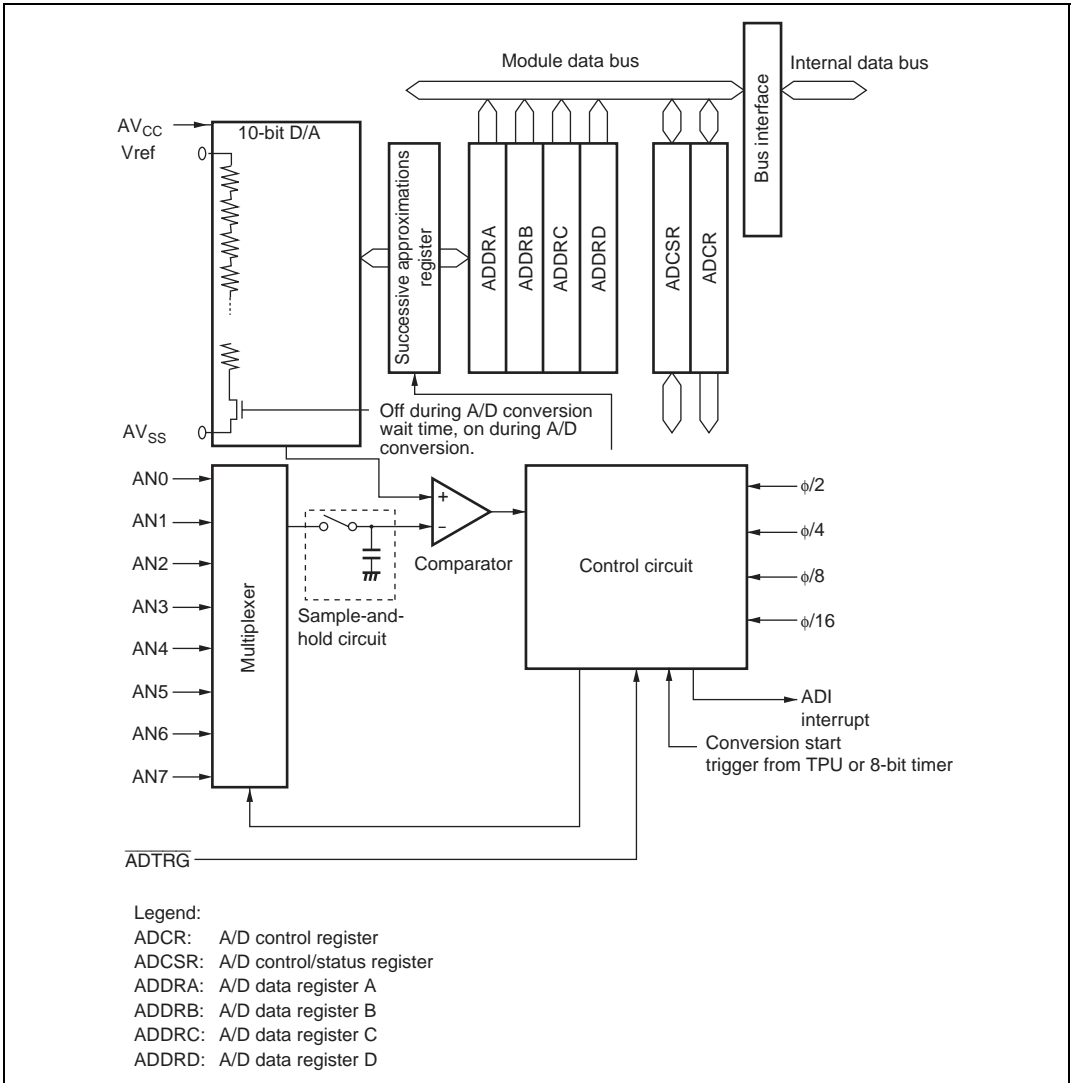 Module data bus
Internal data bus
Bus interface
AVCC
Vref
10-bit D/A
Successive approximations
register
ADDRA
ADDRB
ADDRC
ADDRD
ADCSR
ADCR
Off during A/D conversion
wait time, on during A/D
conversion.
AVSS
AN0
AN1
AN2
AN3
AN4
AN5
AN6
AN7
Multiplexer
+
−
Comparator
Sample-and-
hold circuit
Control circuit
ϕ/2
ϕ/4
ϕ/8
ϕ/16
ADI
interrupt
Conversion start
trigger from TPU or 8-bit timer
ADTRG
Legend:
ADCR: A/D control register
ADCSR: A/D control/status register
ADDRA: A/D data register A
ADDRB: A/D data register B
ADDRC: A/D data register C
ADDRD: A/D data register D